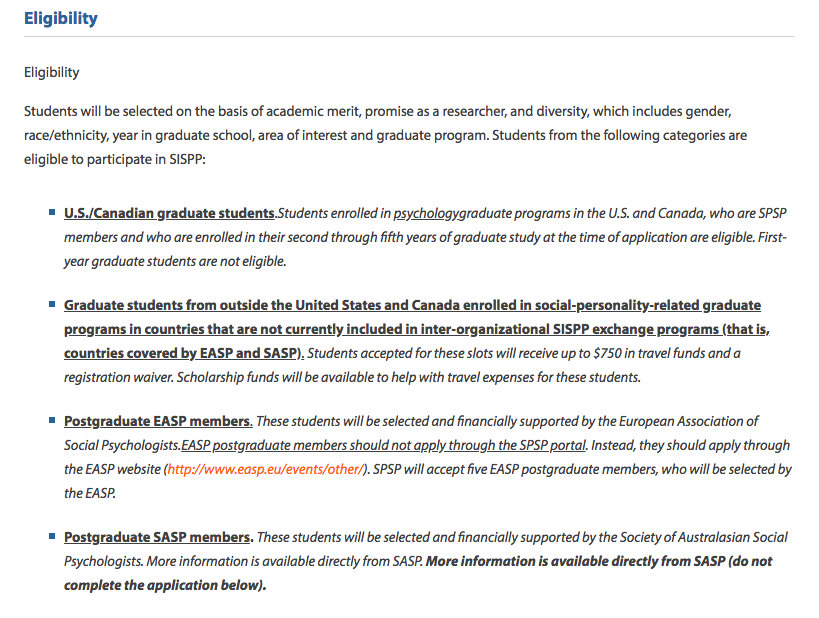 Eligibility
Eligibility
Students will be selected on the basis of academic merit, promise as a researcher, and diversity, which includes gender,
race/ethnicity, year in graduate school, area of interest and graduate program. Students from the following categories are
eligible to participate in SISPP:
U.S./Canadian graduate students.Students enrolled in psychologygraduate programs in the U.S. and Canada, who are SPSP
members and who are enrolled in their second through fifth years of graduate study at the time of application are eligible. First-
year graduate students are not eligible.
Graduate students from outside the United States and Canada enrolled in social-personality-related graduate
programs in countries that are not currently included in inter-organizational SISPP exchange programs (that is,
countries covered by EASP and SASP). Students accepted for these slots will receive up to $750 in travel funds and a
registration waiver. Scholarship funds will be available to help with travel expenses for these students.
Postgraduate EASP members. These students will be selected and financially supported by the European Association of
Social Psychologists.EASP postgraduate members should not apply through the SPSP portal. Instead, they should apply through
the EASP website (http://www.easp.eu/events/other/). SPSP will accept five EASP postgraduate members, who will be selected by
the EASP.
Postgraduate SASP members. These students will be selected and financially supported by the Society of Australasian Social
Psychologists. More information is available directly from SASP. More information is available directly from SASP (do not
complete the application below).